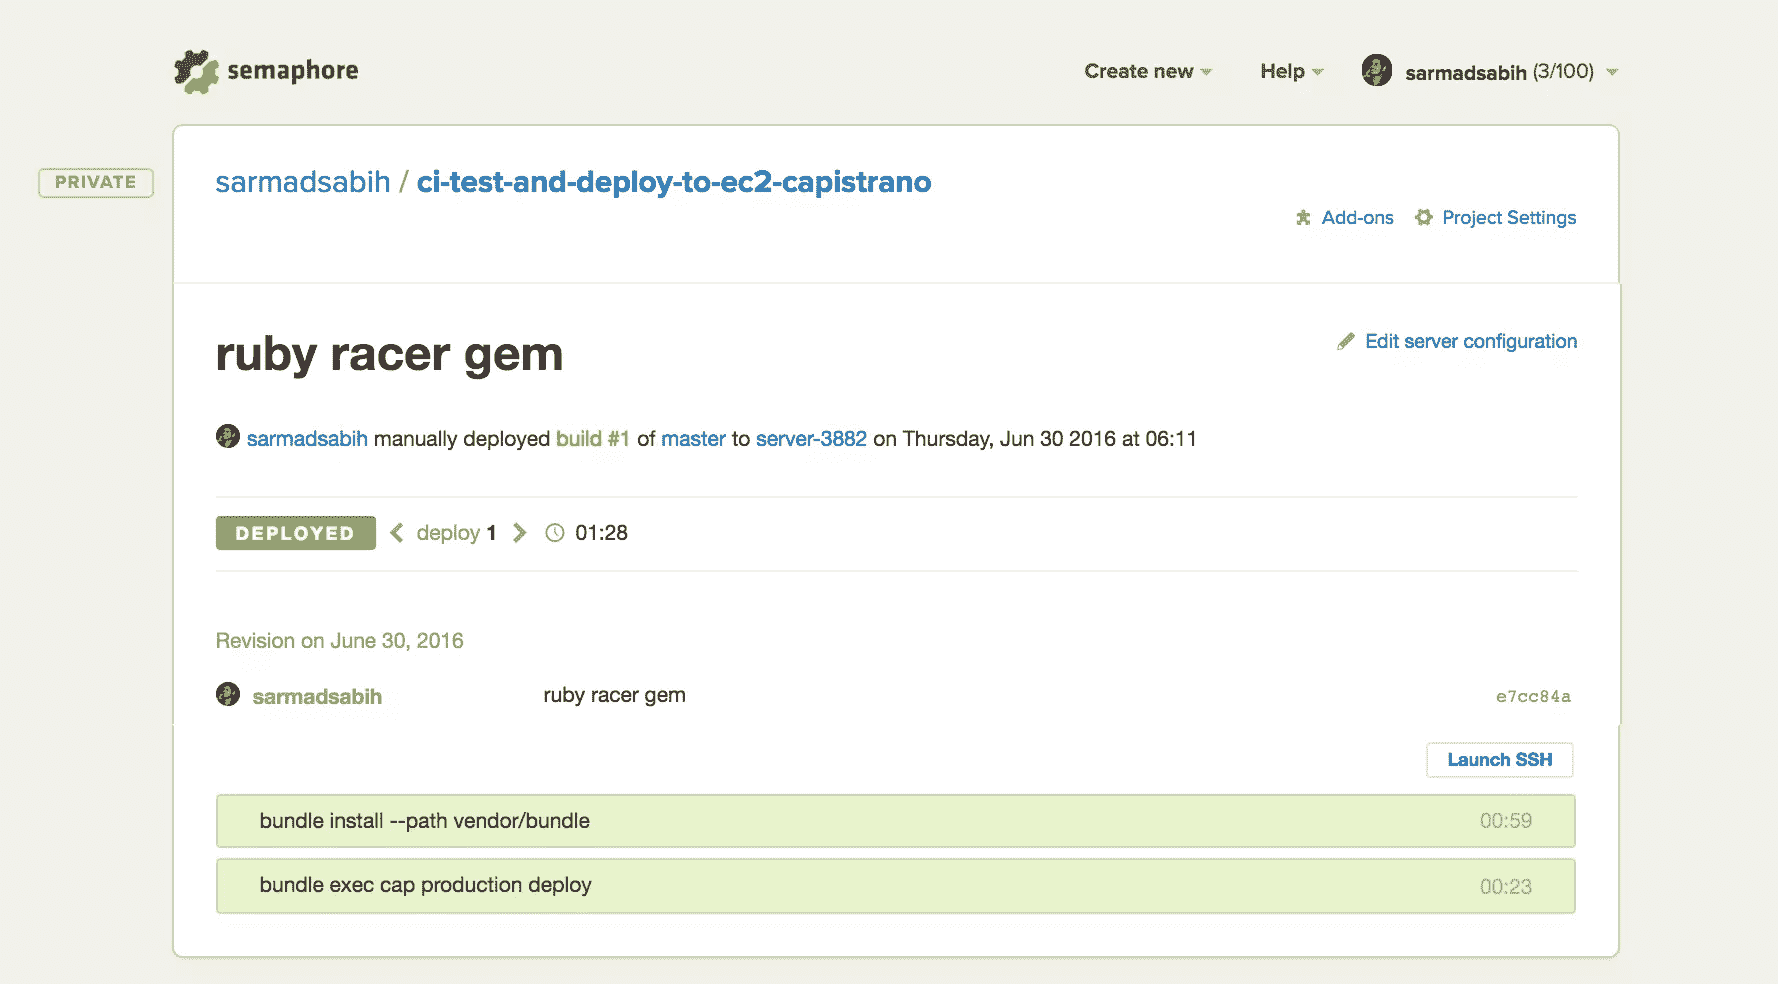 semaphore
Create new
Help
sarmadsabih (3/100)
PRIVATE
sarmadsabih / ci-test-and-deploy-to-ec2-capistrano
Add-ons
Project Settings
ruby racer gem
Edit server configuration
sarmadsabih manually deployed build #1 of master to server-3882 on Thursday, Jun 30 2016 at 06:11
DEPLOYED
deploy 1
01:28
Revision on June 30, 2016
sarmadsabih
ruby racer gem
e7cc84a
Launch SSH
bundle install --path vendor/bundle
00:59
bundle exec cap production deploy
00:23